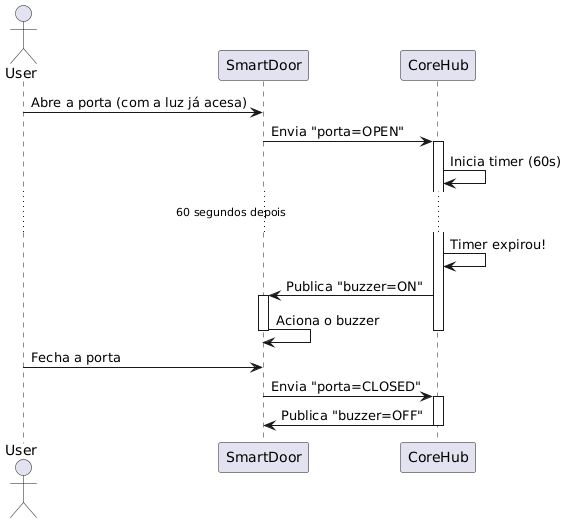 User
SmartDoor
CoreHub
Abre a porta (com a luz já acesa)
Envia "porta=OPEN"
Inicia timer (60s)
60 segundos depois
Timer expirou!
Publica "buzzer=ON"
Aciona o buzzer
Fecha a porta
Envia "porta=CLOSED"
Publica "buzzer=OFF"
User
SmartDoor
CoreHub